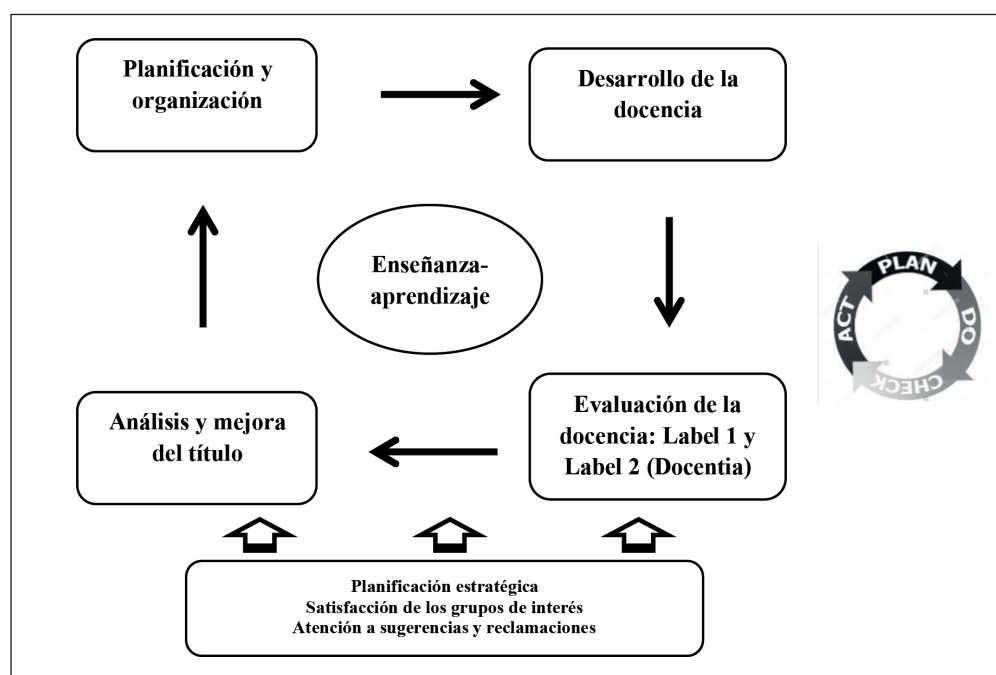 Planificación y
organización
Desarrollo de la
docencia
Enseñanza-
aprendizaje
PLAN
DO
CHECK
ACT
Análisis y mejora
del título
Evaluación de la
docencia: Label 1 y
Label 2 (Docentia)
Planificación estratégica
Satisfacción de los grupos de interés
Atención a sugerencias y reclamaciones